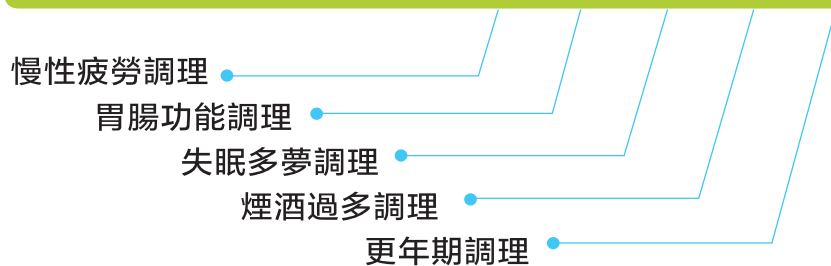 慢性疲勞調理
胃腸功能調理
失眠多夢調理
煙酒過多調理
更年期調理